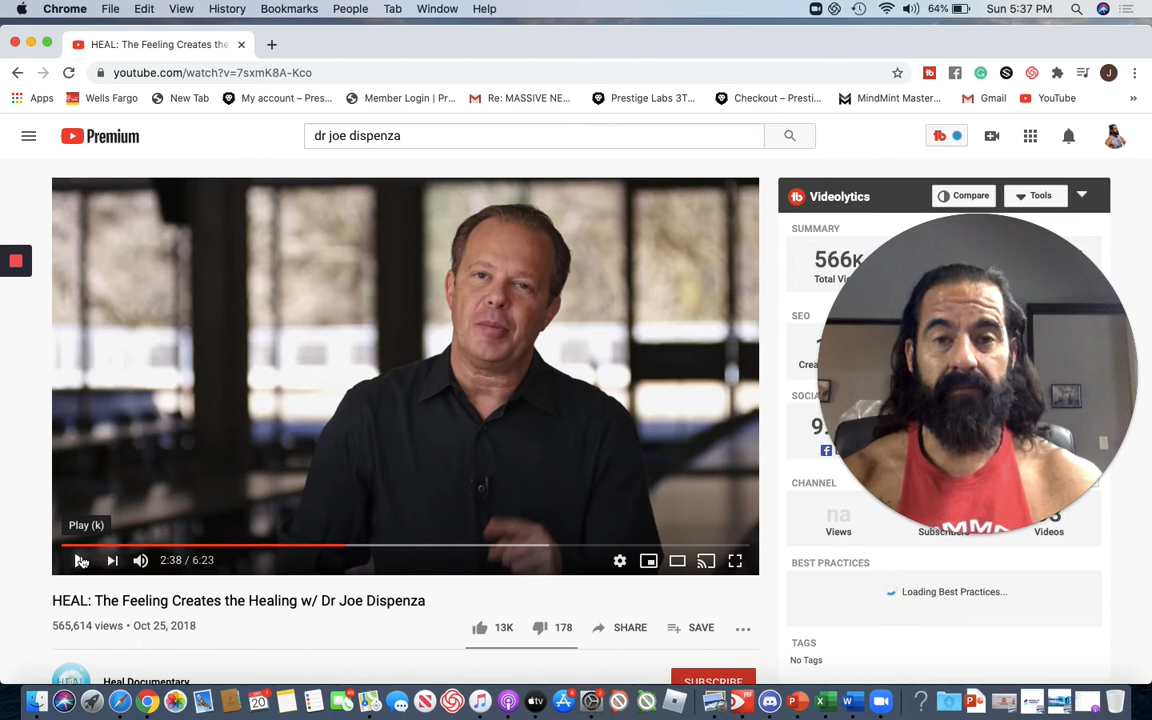 Chrome File Edit View History Bookmarks People Tab Window Help 64% Sun 5:37 PM
HEAL: The Feeling Creates the
youtube.com/watch?v=7sxmK8A-Kco
Apps Wells Fargo New Tab My account – Pres... Member Login | Pr... Re: MASSIVE NE... Prestige Labs 3T... Checkout – Presti... MindMint Master... Gmail YouTube »
Premium dr joe dispenza
Videolytics Compare Tools
SUMMARY
566K
Total
SEO
SOCIA
9.
CHANNEL
na
Views Subscribers Videos
BEST PRACTICES
Loading Best Practices...
TAGS
No Tags
Play (k)
2:38 / 6:23
HEAL: The Feeling Creates the Healing w/ Dr Joe Dispenza
565,614 views • Oct 25, 2018 13K 178 SHARE SAVE
HEAL Heal Documentary SUBSCRIBE